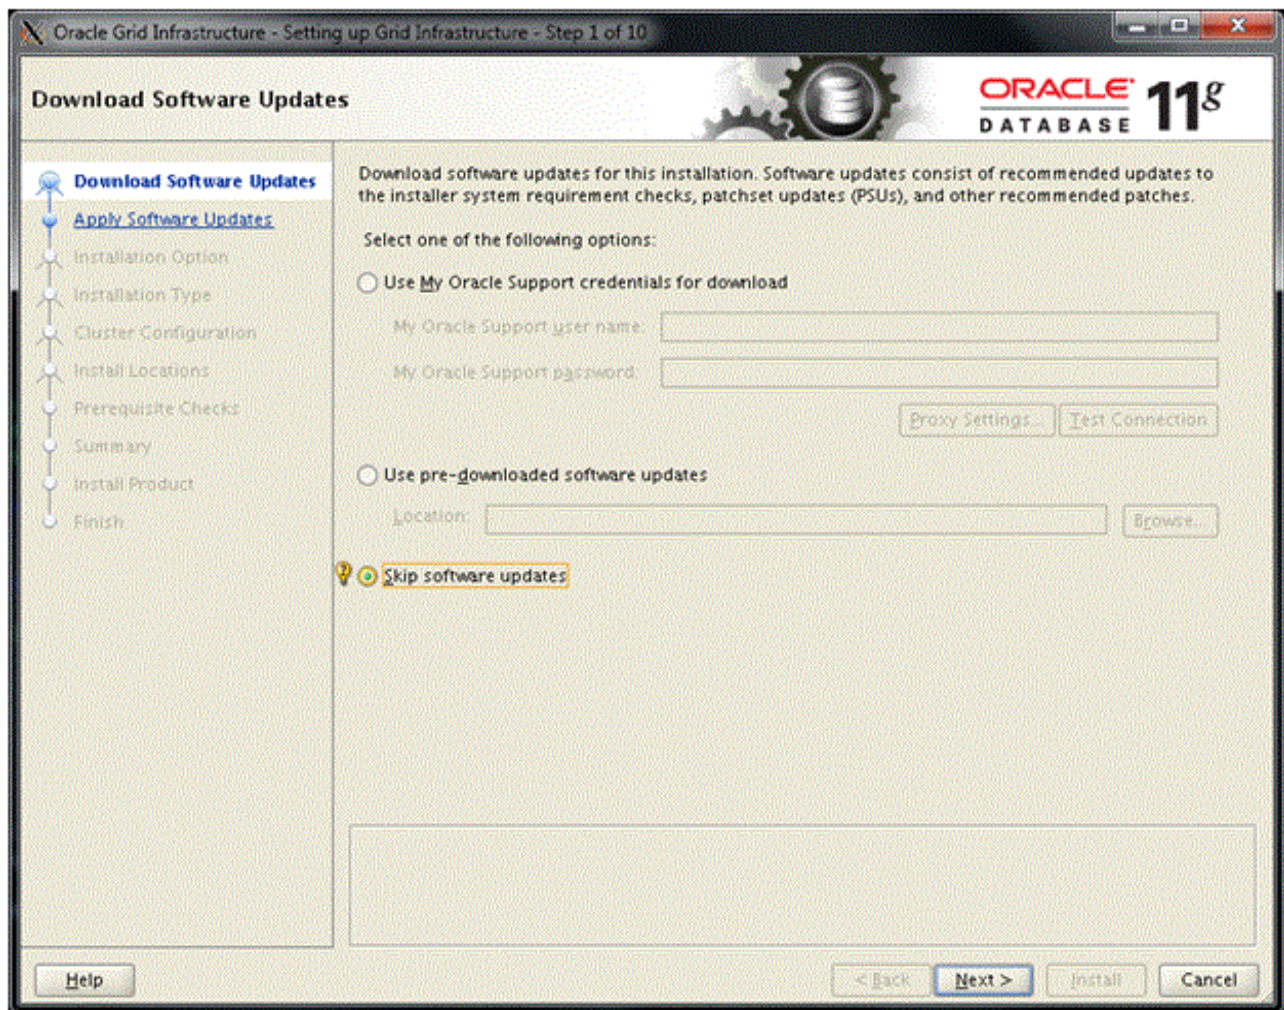 Oracle Grid Infrastructure - Setting up Grid Infrastructure - Step 1 of 10
Download Software Updates
ORACLE
DATABASE
11g
Download Software Updates
Apply Software Updates
Installation Option
Installation Type
Cluster Configuration
Install Locations
Prerequisite Checks
Summary
Install Product
Finish
Download software updates for this installation. Software updates consist of recommended updates to
the installer system requirement checks, patchset updates (PSUs), and other recommended patches.
Select one of the following options:
Use My Oracle Support credentials for download
My Oracle Support user name:
My Oracle Support password:
Proxy Settings...
Test Connection
Use pre-downloaded software updates
Location:
Browse...
Skip software updates
Help
< Back
Next >
Install
Cancel